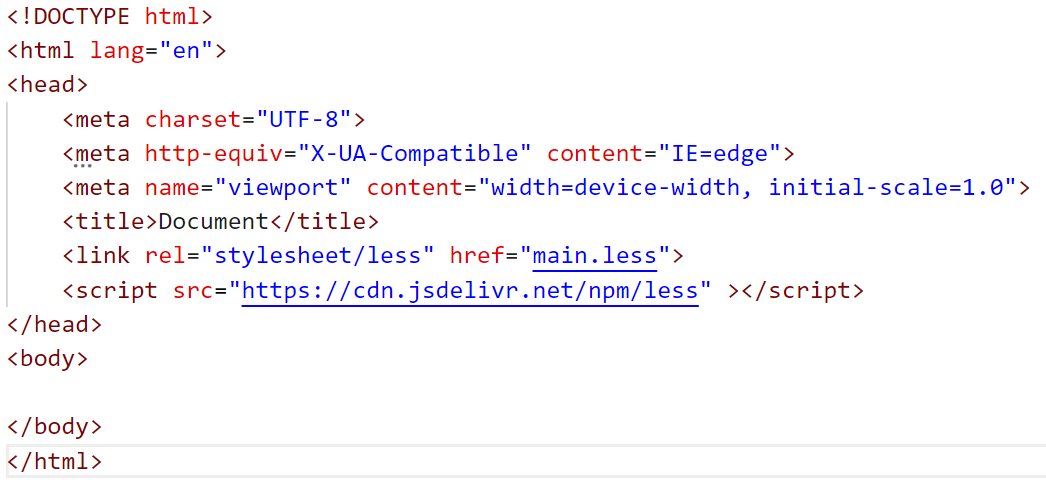 <!DOCTYPE html>
<html lang="en">
<head>
    <meta charset="UTF-8">
    <meta http-equiv="X-UA-Compatible" content="IE=edge">
    <meta name="viewport" content="width=device-width, initial-scale=1.0">
    <title>Document</title>
    <link rel="stylesheet/less" href="main.less">
    <script src="https://cdn.jsdelivr.net/npm/less" ></script>
</head>
<body>

</body>
</html>